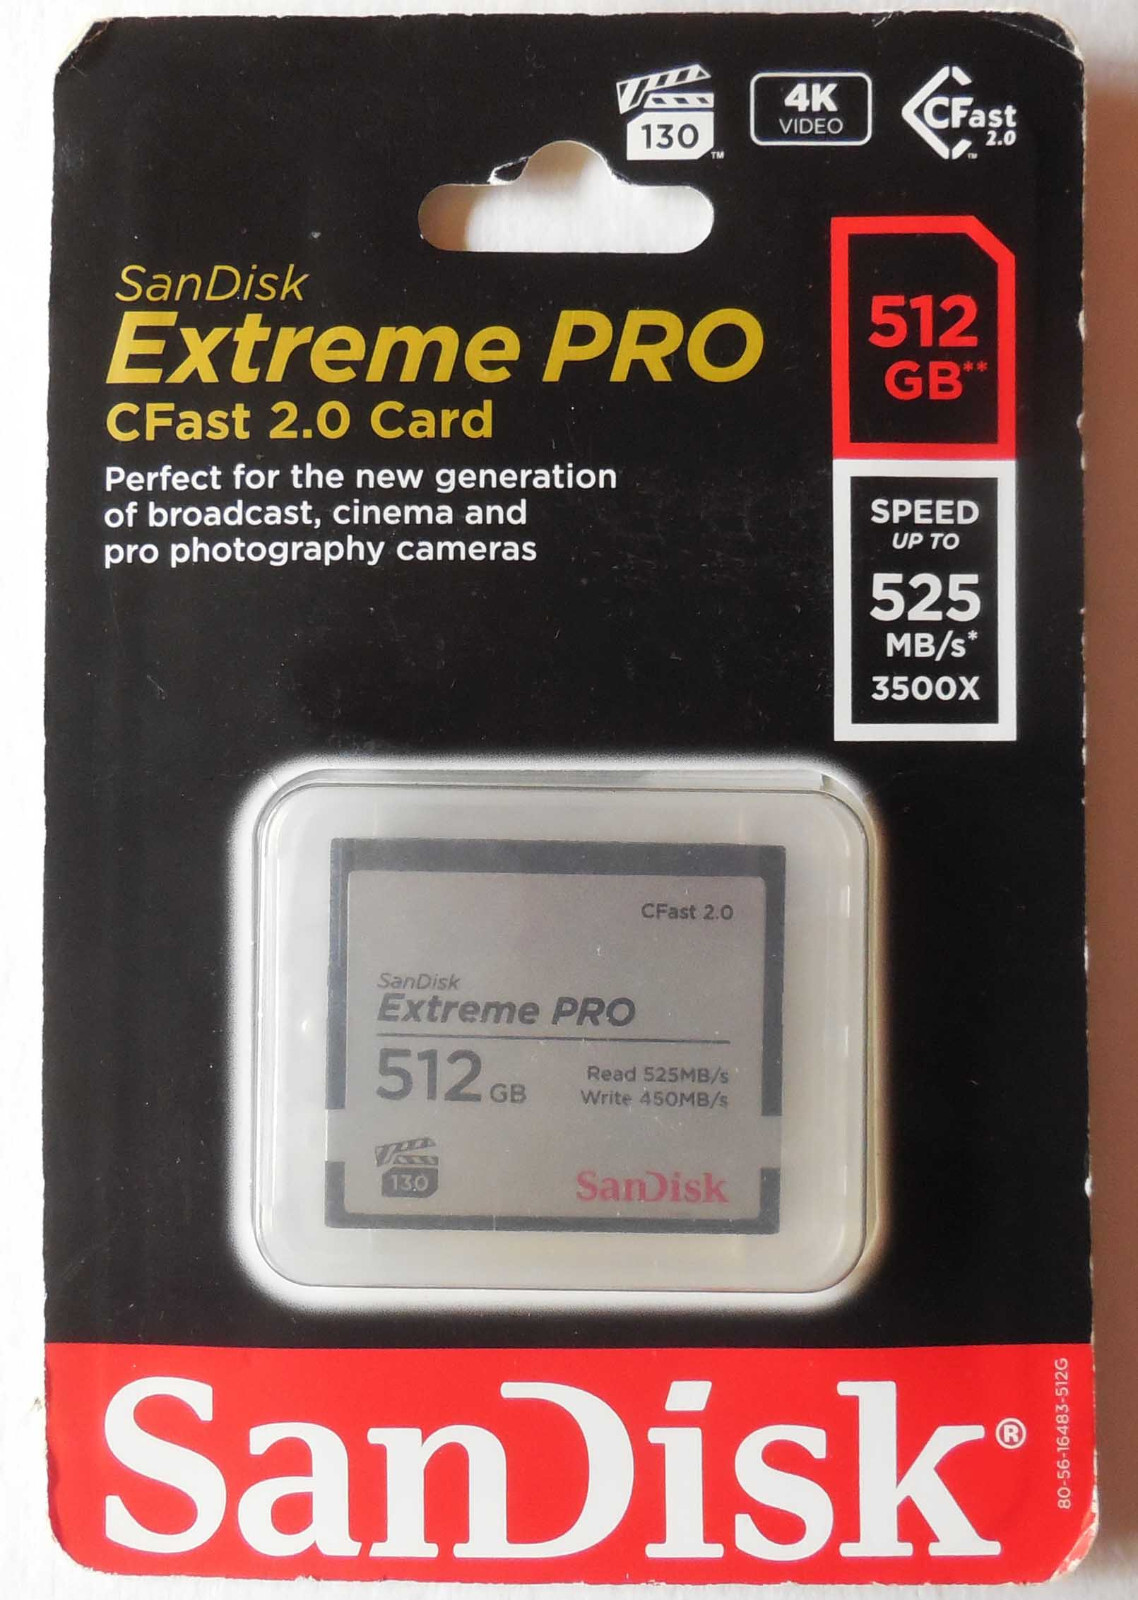 130™
4K
VIDEO
CFast
2.0
™
SanDisk
Extreme PRO
CFast 2.0 Card
Perfect for the new generation
of broadcast, cinema and
pro photography cameras
512
GB**
SPEED
UP TO
525
MB/s*
3500X
CFast 2.0
SanDisk
Extreme PRO
512 GB
Read 525MB/s
Write 450MB/s
130
SanDisk
SanDisk®
80-56-16483-512G